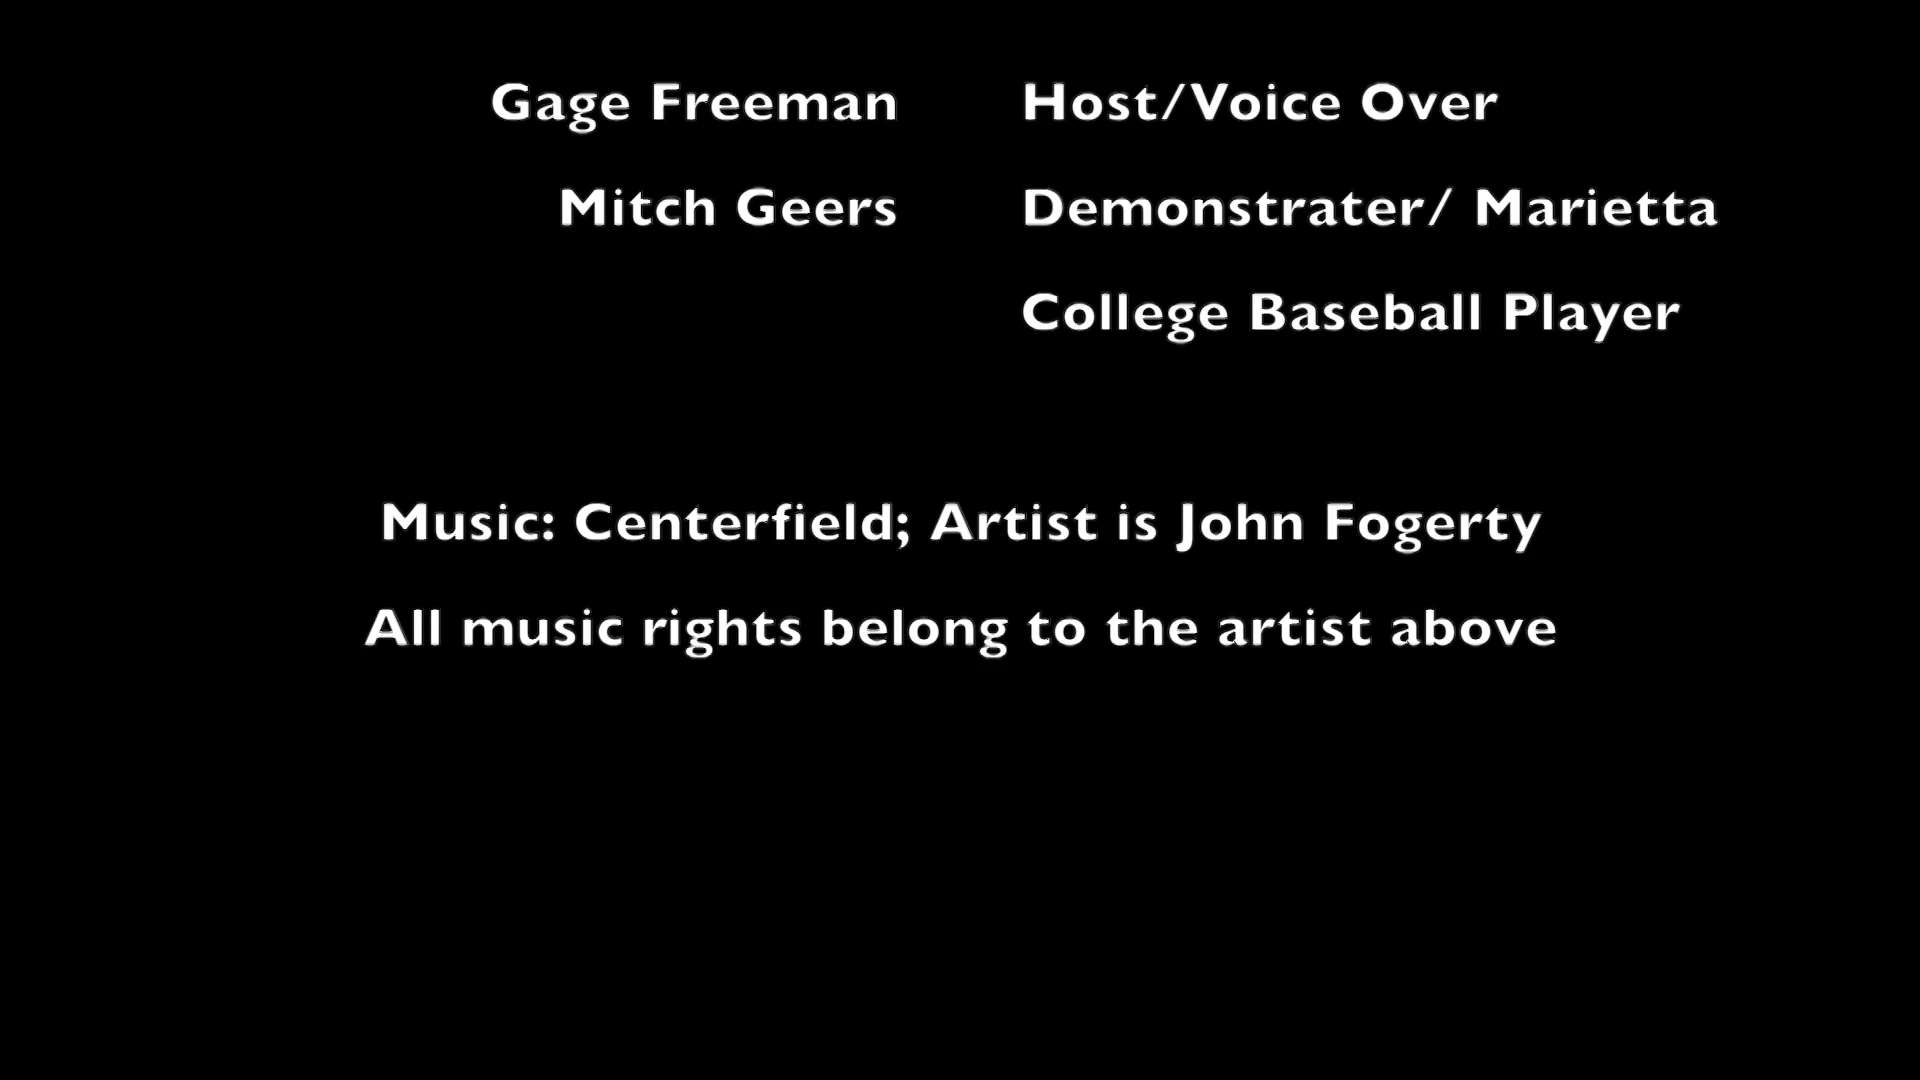 Gage Freeman Host/Voice Over
Mitch Geers Demonstrater/ Marietta
College Baseball Player
Music: Centerfield; Artist is John Fogerty
All music rights belong to the artist above